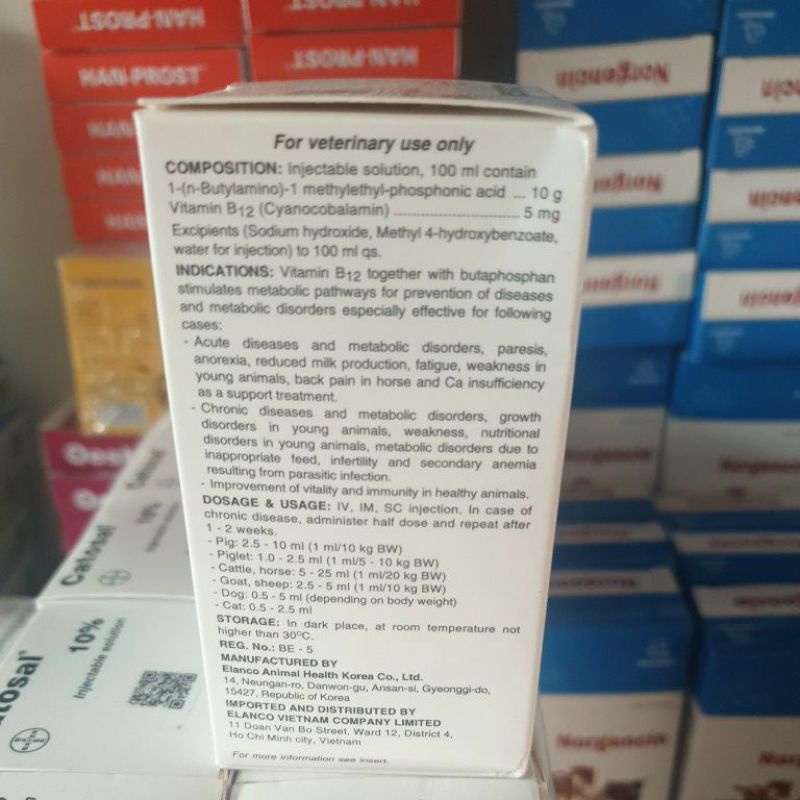 HAN-PROST
HAN-PROST
HAN-PROST
HAN-PROST
Norgencin
Norgencin
Norgencin
Norgencin
For veterinary use only
COMPOSITION: Injectable solution, 100 ml contain
1-(n-Butylamino)-1 methylethyl-phosphonic acid ... 10 g
Vitamin B12 (Cyanocobalamin) ................................ 5 mg
Excipients (Sodium hydroxide, Methyl 4-hydroxybenzoate,
water for injection) to 100 ml qs.
INDICATIONS: Vitamin B12 together with butaphosphan
stimulates metabolic pathways for prevention of diseases
and metabolic disorders especially effective for following
cases:
- Acute diseases and metabolic disorders, paresis,
anorexia, reduced milk production, fatigue, weakness in
young animals, back pain in horse and Ca insufficiency
as a support treatment.
- Chronic diseases and metabolic disorders, growth
disorders in young animals, weakness, nutritional
disorders in young animals, metabolic disorders due to
inappropriate feed, infertility and secondary anemia
resulting from parasitic infection.
- Improvement of vitality and immunity in healthy animals.
DOSAGE & USAGE: IV, IM, SC injection. In case of
chronic disease, administer half dose and repeat after
1 - 2 weeks.
- Pig: 2.5 - 10 ml (1 ml/10 kg BW)
- Piglet: 1.0 - 2.5 ml (1 ml/5 - 10 kg BW)
- Cattle, horse: 5 - 25 ml (1 ml/20 kg BW)
- Goat, sheep: 2.5 - 5 ml (1 ml/10 kg BW)
- Dog: 0.5 - 5 ml (depending on body weight)
- Cat: 0.5 - 2.5 ml
STORAGE: In dark place, at room temperature not
higher than 30ºC.
REG. No.: BE - 5
MANUFACTURED BY
Elanco Animal Health Korea Co., Ltd.
14, Neungan-ro, Danwon-gu, Ansan-si, Gyeonggi-do,
15427, Republic of Korea
IMPORTED AND DISTRIBUTED BY
ELANCO VIETNAM COMPANY LIMITED
11 Doan Van Bo Street, Ward 12, District 4,
Ho Chi Minh city, Vietnam
For more information see insert.
Catosal
10%
Catosal
10%
Injectable solution
Norgencin
Norgencin